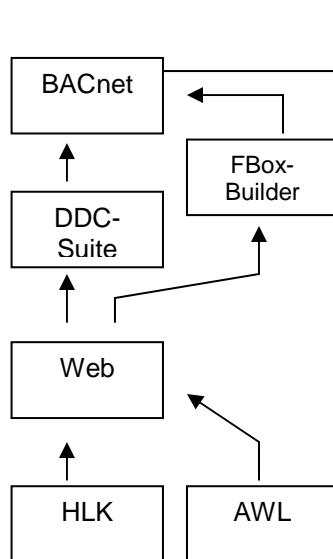 BACnet
FBox-
Builder
DDC-
Suite
Web
HLK
AWL